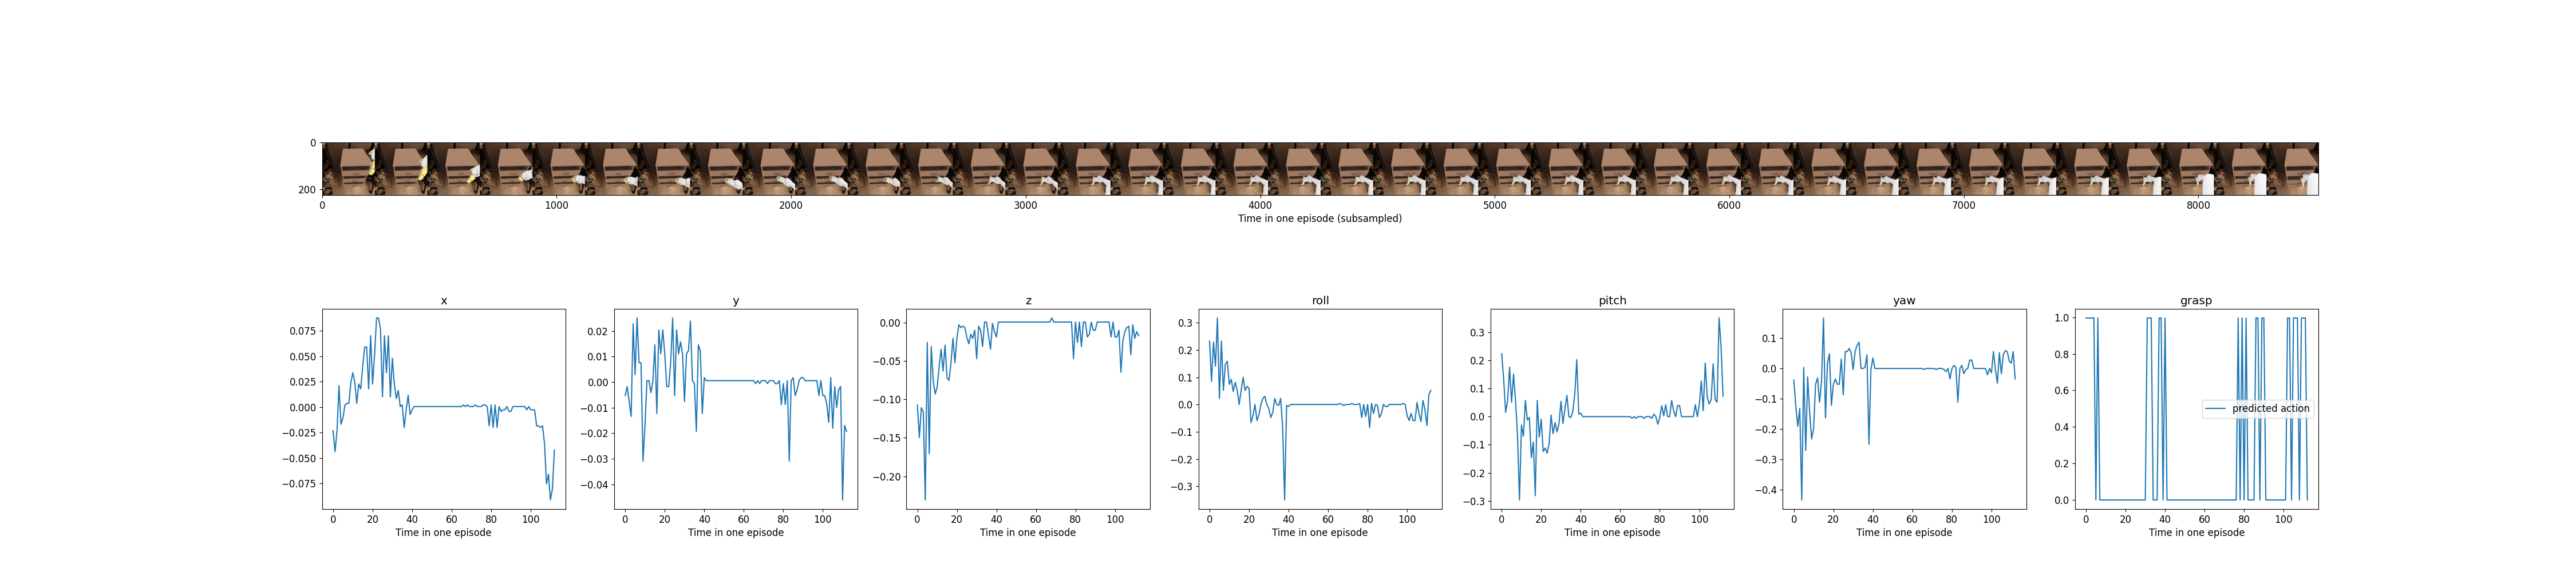 0
200
0 1000 2000 3000 4000 5000 6000 7000 8000
Time in one episode (subsampled)
x y z roll pitch yaw grasp
0.075
0.050
0.025
0.000
−0.025
−0.050
−0.075
0 20 40 60 80 100
Time in one episode
0.02
0.01
0.00
−0.01
−0.02
−0.03
−0.04
0 20 40 60 80 100
Time in one episode
0.00
−0.05
−0.10
−0.15
−0.20
0 20 40 60 80 100
Time in one episode
0.3
0.2
0.1
0.0
−0.1
−0.2
−0.3
0 20 40 60 80 100
Time in one episode
0.3
0.2
0.1
0.0
−0.1
−0.2
−0.3
0 20 40 60 80 100
Time in one episode
0.1
0.0
−0.1
−0.2
−0.3
−0.4
0 20 40 60 80 100
Time in one episode
1.0
0.8
0.6
0.4
0.2
0.0
predicted action
0 20 40 60 80 100
Time in one episode